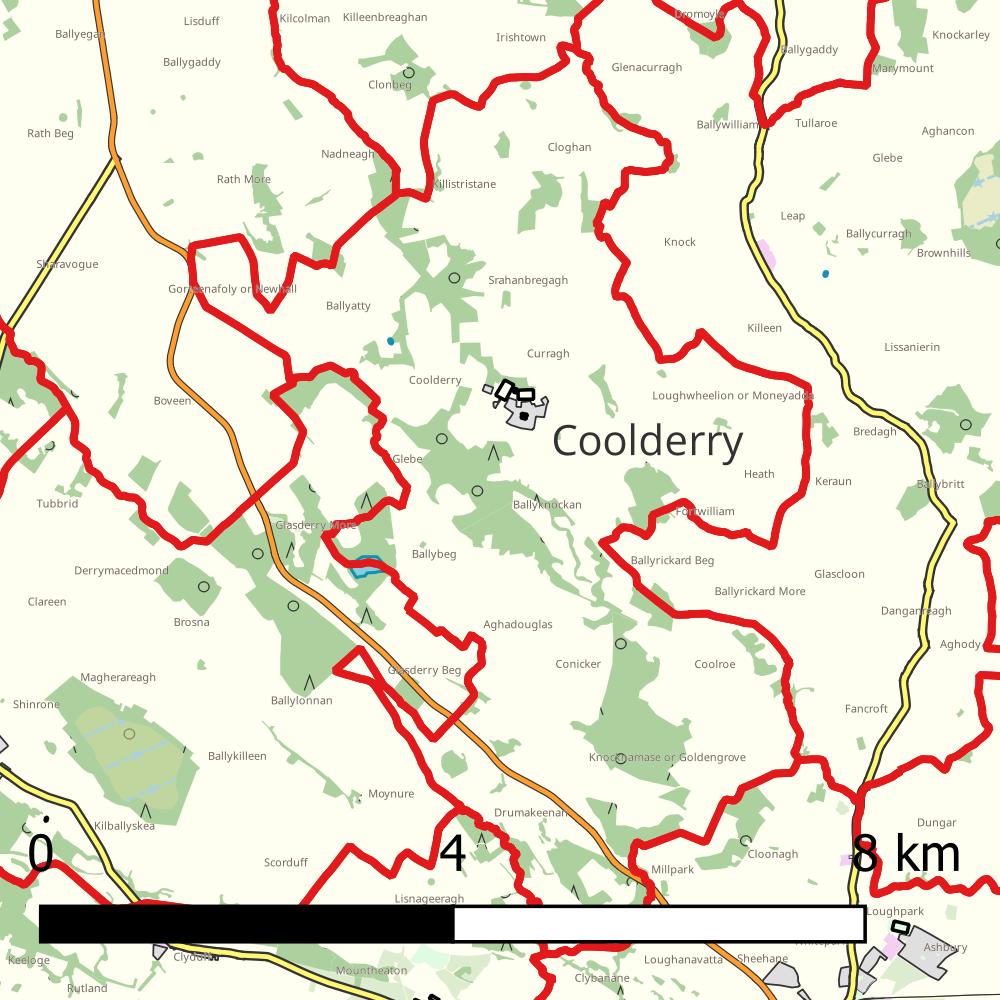 Dromoyle
Lisduff
Kilcolman
Killeenbreaghan
Ballyegan
Irishtown
Knockarley
Ballygaddy
Ballygaddy
Glenacurragh
Marymount
Clonbeg
Ballywilliam
Tullaroe
Rath Beg
Aghancon
Cloghan
Nadneagh
Glebe
Rath More
Killistristane
Leap
Ballycurragh
Knock
Brownhills
Sharavogue
Srahanbregagh
Gorteenafoly or Newhall
Ballyatty
Killeen
Lissanierin
Curragh
Coolderry
Loughwheelion or Moneyadda
Boveen
Coolderry
Bredagh
Glebe
Heath
Keraun
Ballybritt
Tubbrid
Ballyknockan
Fortwilliam
Glasderry More
Ballybeg
Ballyrickard Beg
Derrymacedmond
Glascloon
Ballyrickard More
Clareen
Danganreagh
Brosna
Aghadouglas
Aghody
Conicker
Coolroe
Glasderry Beg
Magherareagh
Ballylonnan
Shinrone
Fancroft
Ballykilleen
Knocknamase or Goldengrove
Moynure
Drumakeenan
Kilballyskea
Dungar
0 4 8 km
Scorduff
Cloonagh
Millpark
Lisnageeragh
Loughpark
Ashbury
Keeloge
Mountheaton
Loughanavatta
Sheehane
Clybanane
Rutland